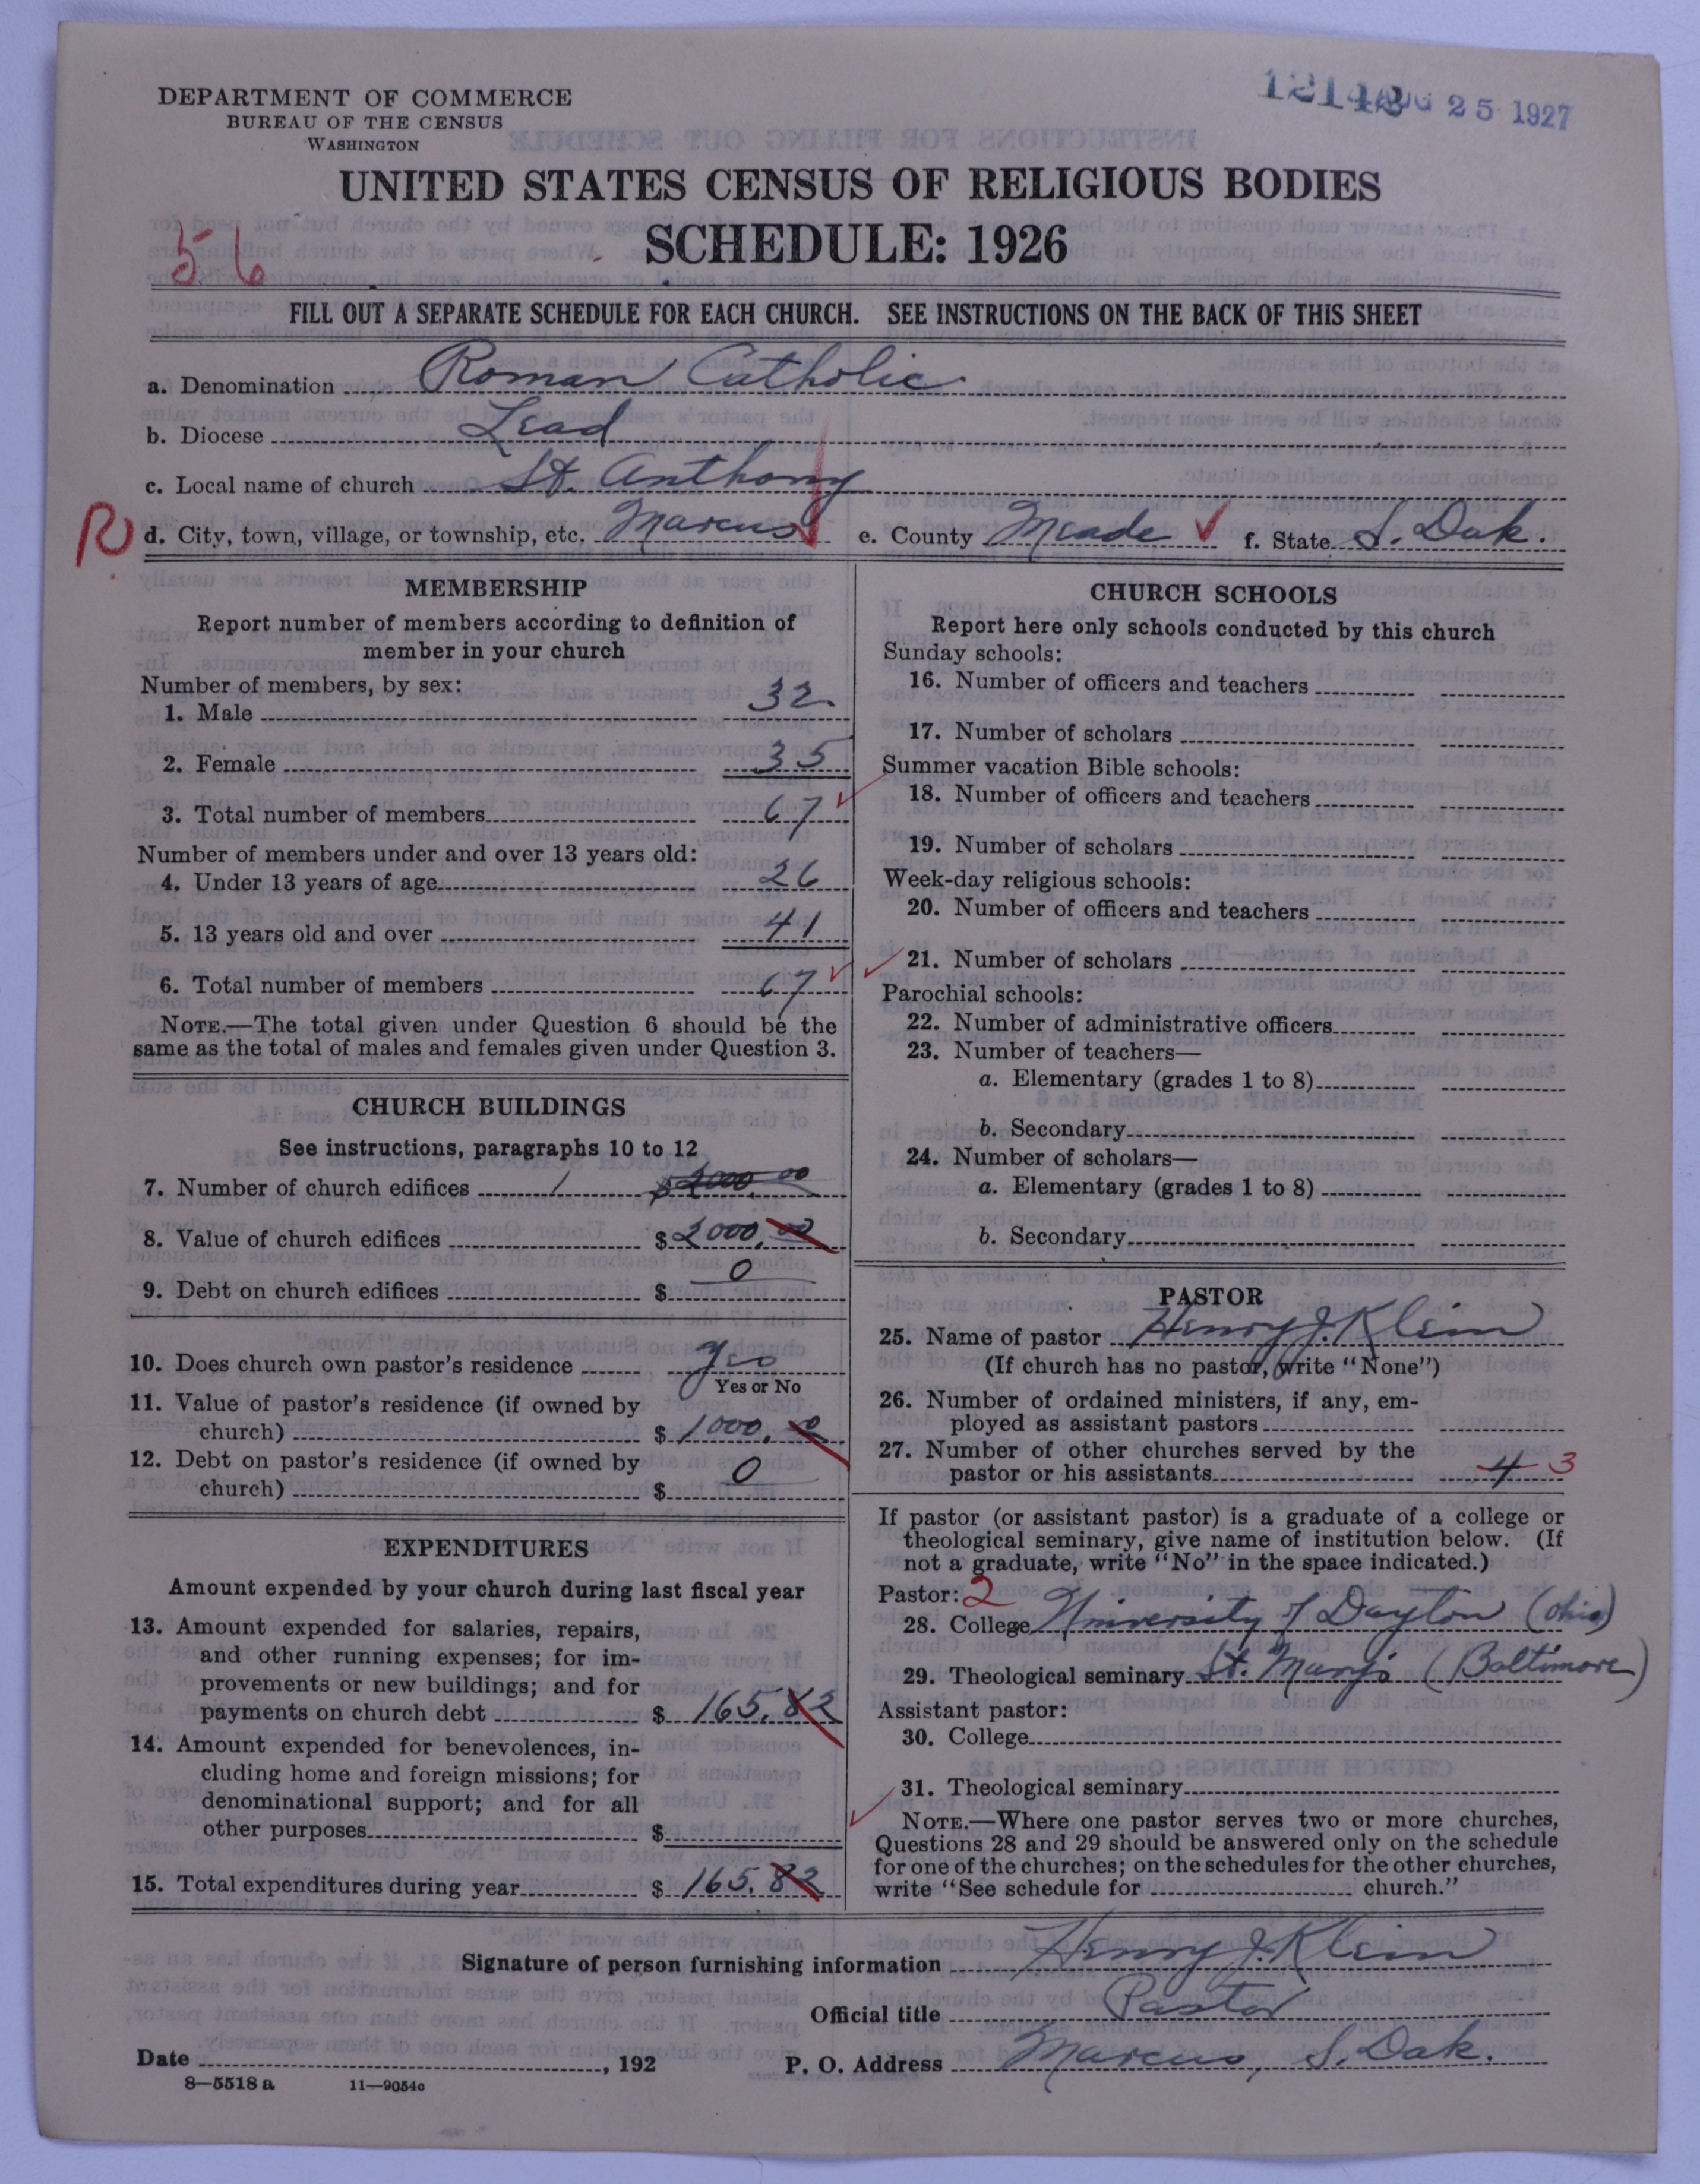 DEPARTMENT OF COMMERCE
BUREAU OF THE CENSUS
WASHINGTON
AUG 25 1927
UNITED STATES CENSUS OF RELIGIOUS BODIES
SCHEDULE: 1926
56
FILL OUT A SEPARATE SCHEDULE FOR EACH CHURCH. SEE INSTRUCTIONS ON THE BACK OF THIS SHEET
a. Denomination Roman Catholic
b. Diocese Lead
c. Local name of church St. Anthony
R d. City, town, village, or township, etc. Marcus e. County Meade f. State S. Dak.
MEMBERSHIP
Report number of members according to definition of
member in your church
Number of members, by sex:
1. Male 32
2. Female 35
3. Total number of members 67
Number of members under and over 13 years old:
4. Under 13 years of age 26
5. 13 years old and over 41
6. Total number of members 67
NOTE.—The total given under Question 6 should be the
same as the total of males and females given under Question 3.
CHURCH BUILDINGS
See instructions, paragraphs 10 to 12
7. Number of church edifices 1 $2000.00
8. Value of church edifices $2000.00
9. Debt on church edifices $ 0
10. Does church own pastor's residence Yes
Yes or No
11. Value of pastor's residence (if owned by
church) $ 1000.
12. Debt on pastor's residence (if owned by
church) $ 0
EXPENDITURES
Amount expended by your church during last fiscal year
13. Amount expended for salaries, repairs,
and other running expenses; for im-
provements or new buildings; and for
payments on church debt $ 165.82
14. Amount expended for benevolences, in-
cluding home and foreign missions; for
denominational support; and for all
other purposes $
15. Total expenditures during year $ 165.82
CHURCH SCHOOLS
Report here only schools conducted by this church
Sunday schools:
16. Number of officers and teachers
17. Number of scholars
Summer vacation Bible schools:
18. Number of officers and teachers
19. Number of scholars
Week-day religious schools:
20. Number of officers and teachers
21. Number of scholars
Parochial schools:
22. Number of administrative officers
23. Number of teachers—
a. Elementary (grades 1 to 8)
b. Secondary
24. Number of scholars—
a. Elementary (grades 1 to 8)
b. Secondary
PASTOR
25. Name of pastor Henry J. Klein
(If church has no pastor, write "None")
26. Number of ordained ministers, if any, em-
ployed as assistant pastors
27. Number of other churches served by the
pastor or his assistants 4 3
If pastor (or assistant pastor) is a graduate of a college or
theological seminary, give name of institution below. (If
not a graduate, write "No" in the space indicated.)
Pastor: 2
28. College University of Dayton (Ohio)
29. Theological seminary St. Mary's (Baltimore)
Assistant pastor:
30. College
31. Theological seminary
NOTE.—Where one pastor serves two or more churches,
Questions 28 and 29 should be answered only on the schedule
for one of the churches; on the schedules for the other churches,
write "See schedule for church."
Signature of person furnishing information Henry J. Klein
Official title Pastor
Date , 192 P. O. Address Marcus, S. Dak.
8—5518 a 11—9054c